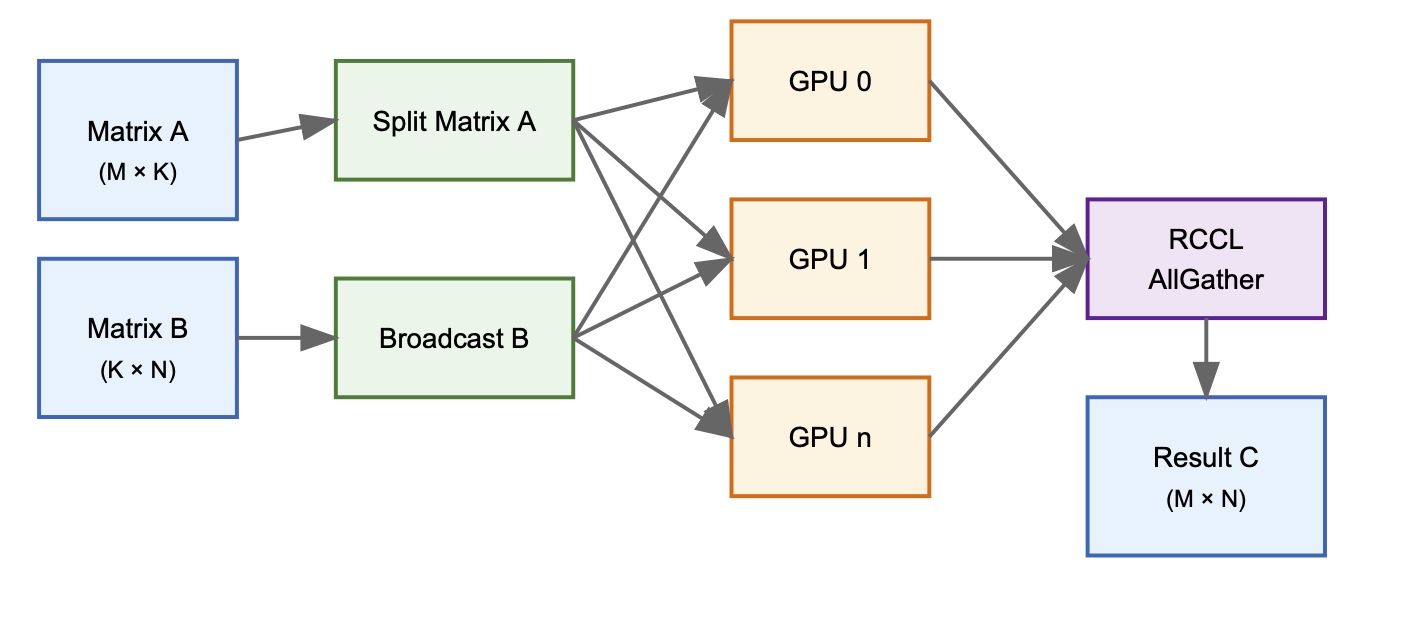 Matrix A
(M × K)
Split Matrix A
GPU 0
Matrix B
(K × N)
Broadcast B
GPU 1
GPU n
RCCL
AllGather
Result C
(M × N)